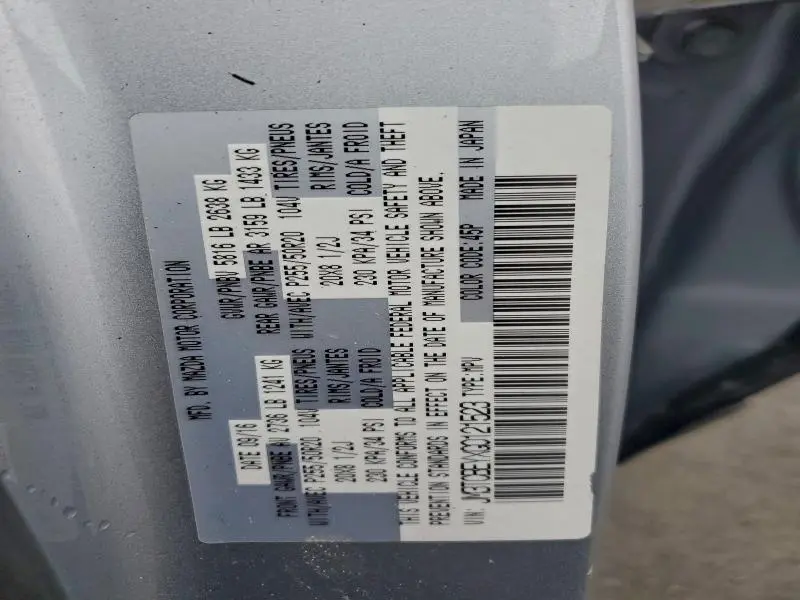 MFD. BY MAZDA MOTOR CORPORATION
DATE 09/16 GVWR/PNBV 5816 LB 2638 KG
FRONT GAWR/PNBE AV 2736 LB 1241 KG REAR GAWR/PNBE AR 3159 LB 1433 KG
WITH/AVEC P255/50R20 104V TIRES/PNEUS WITH/AVEC P255/50R20 104V TIRES/PNEUS
20X8 1/2J RIMS/JANTES 20X8 1/2J RIMS/JANTES
230 KPA/34 PSI COLD/A FROID 230 KPA/34 PSI COLD/A FROID
THIS VEHICLE CONFORMS TO ALL APPLICABLE FEDERAL MOTOR VEHICLE SAFETY AND THEFT
PREVENTION STANDARDS IN EFFECT ON THE DATE OF MANUFACTURE SHOWN ABOVE.
VIN: JM3TCBEYXG0121523 TYPE:MPV COLOR CODE:45P MADE IN JAPAN